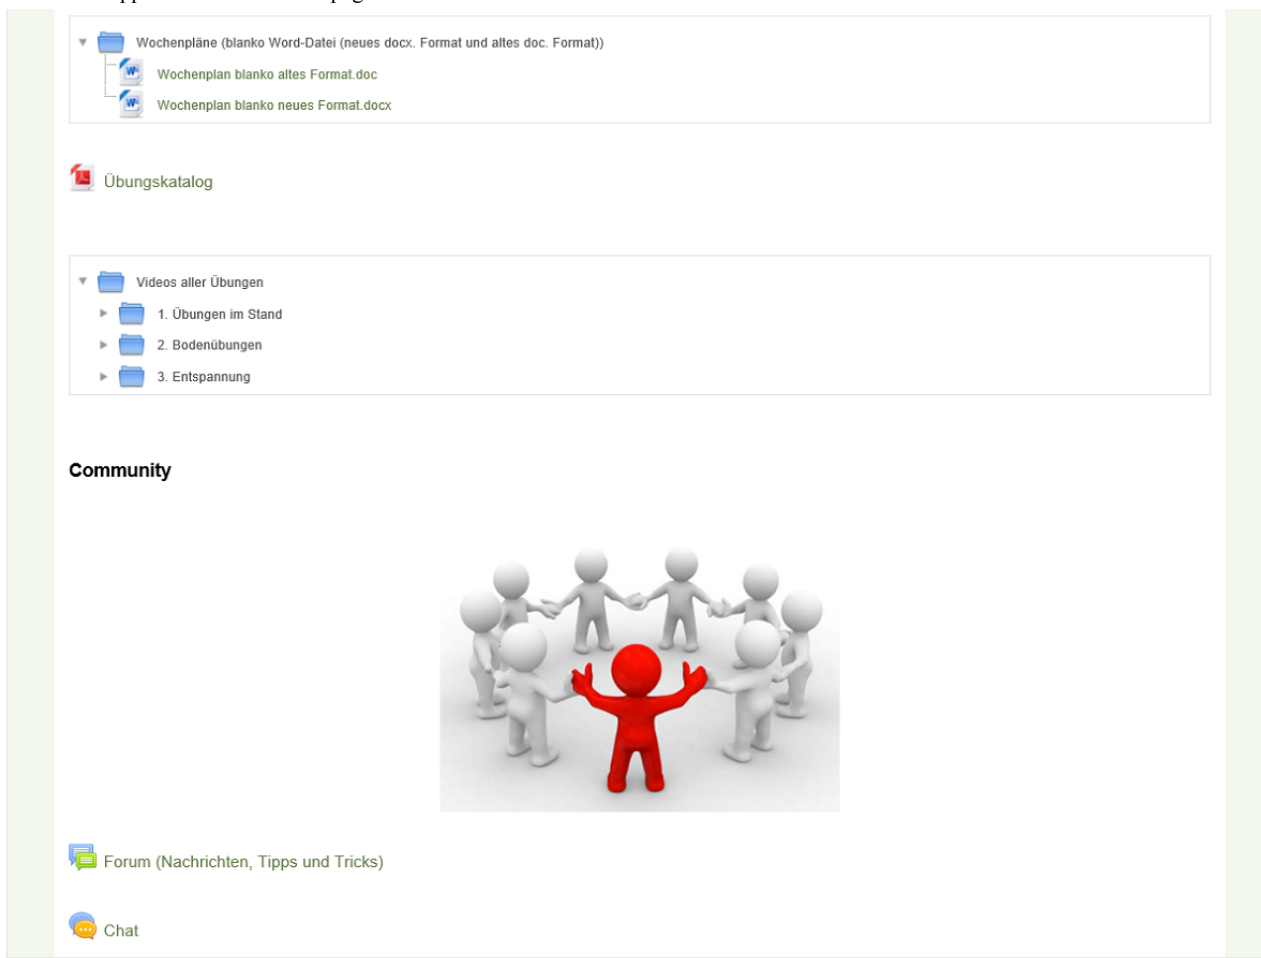 Wochenpläne (blanko Word-Datei (neues docx. Format und altes doc. Format))
Wochenplan blanko altes Format.doc
Wochenplan blanko neues Format.docx
Übungskatalog
Videos aller Übungen
1. Übungen im Stand
2. Bodenübungen
3. Entspannung
Community
Forum (Nachrichten, Tipps und Tricks)
Chat